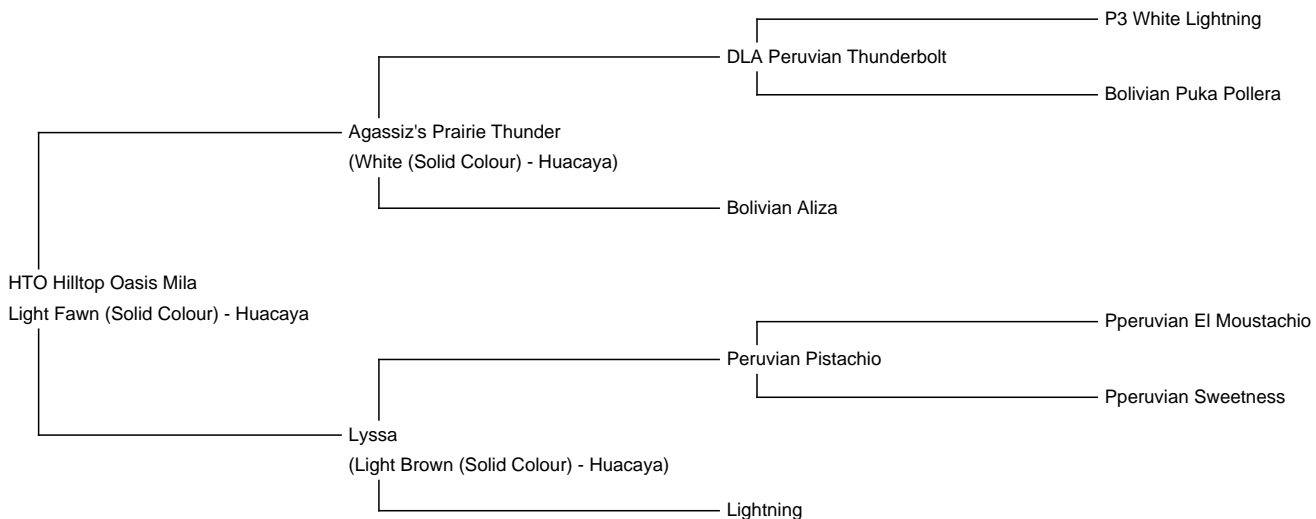 P3 White Lightning
DLA Peruvian Thunderbolt
Bolivian Puka Pollera
Agassiz's Prairie Thunder
(White (Solid Colour) - Huacaya)
Bolivian Aliza
HTO Hilltop Oasis Mila
Light Fawn (Solid Colour) - Huacaya
Pperuvian El Moustachio
Peruvian Pistachio
Pperuvian Sweetness
Lyssa
(Light Brown (Solid Colour) - Huacaya)
Lightning